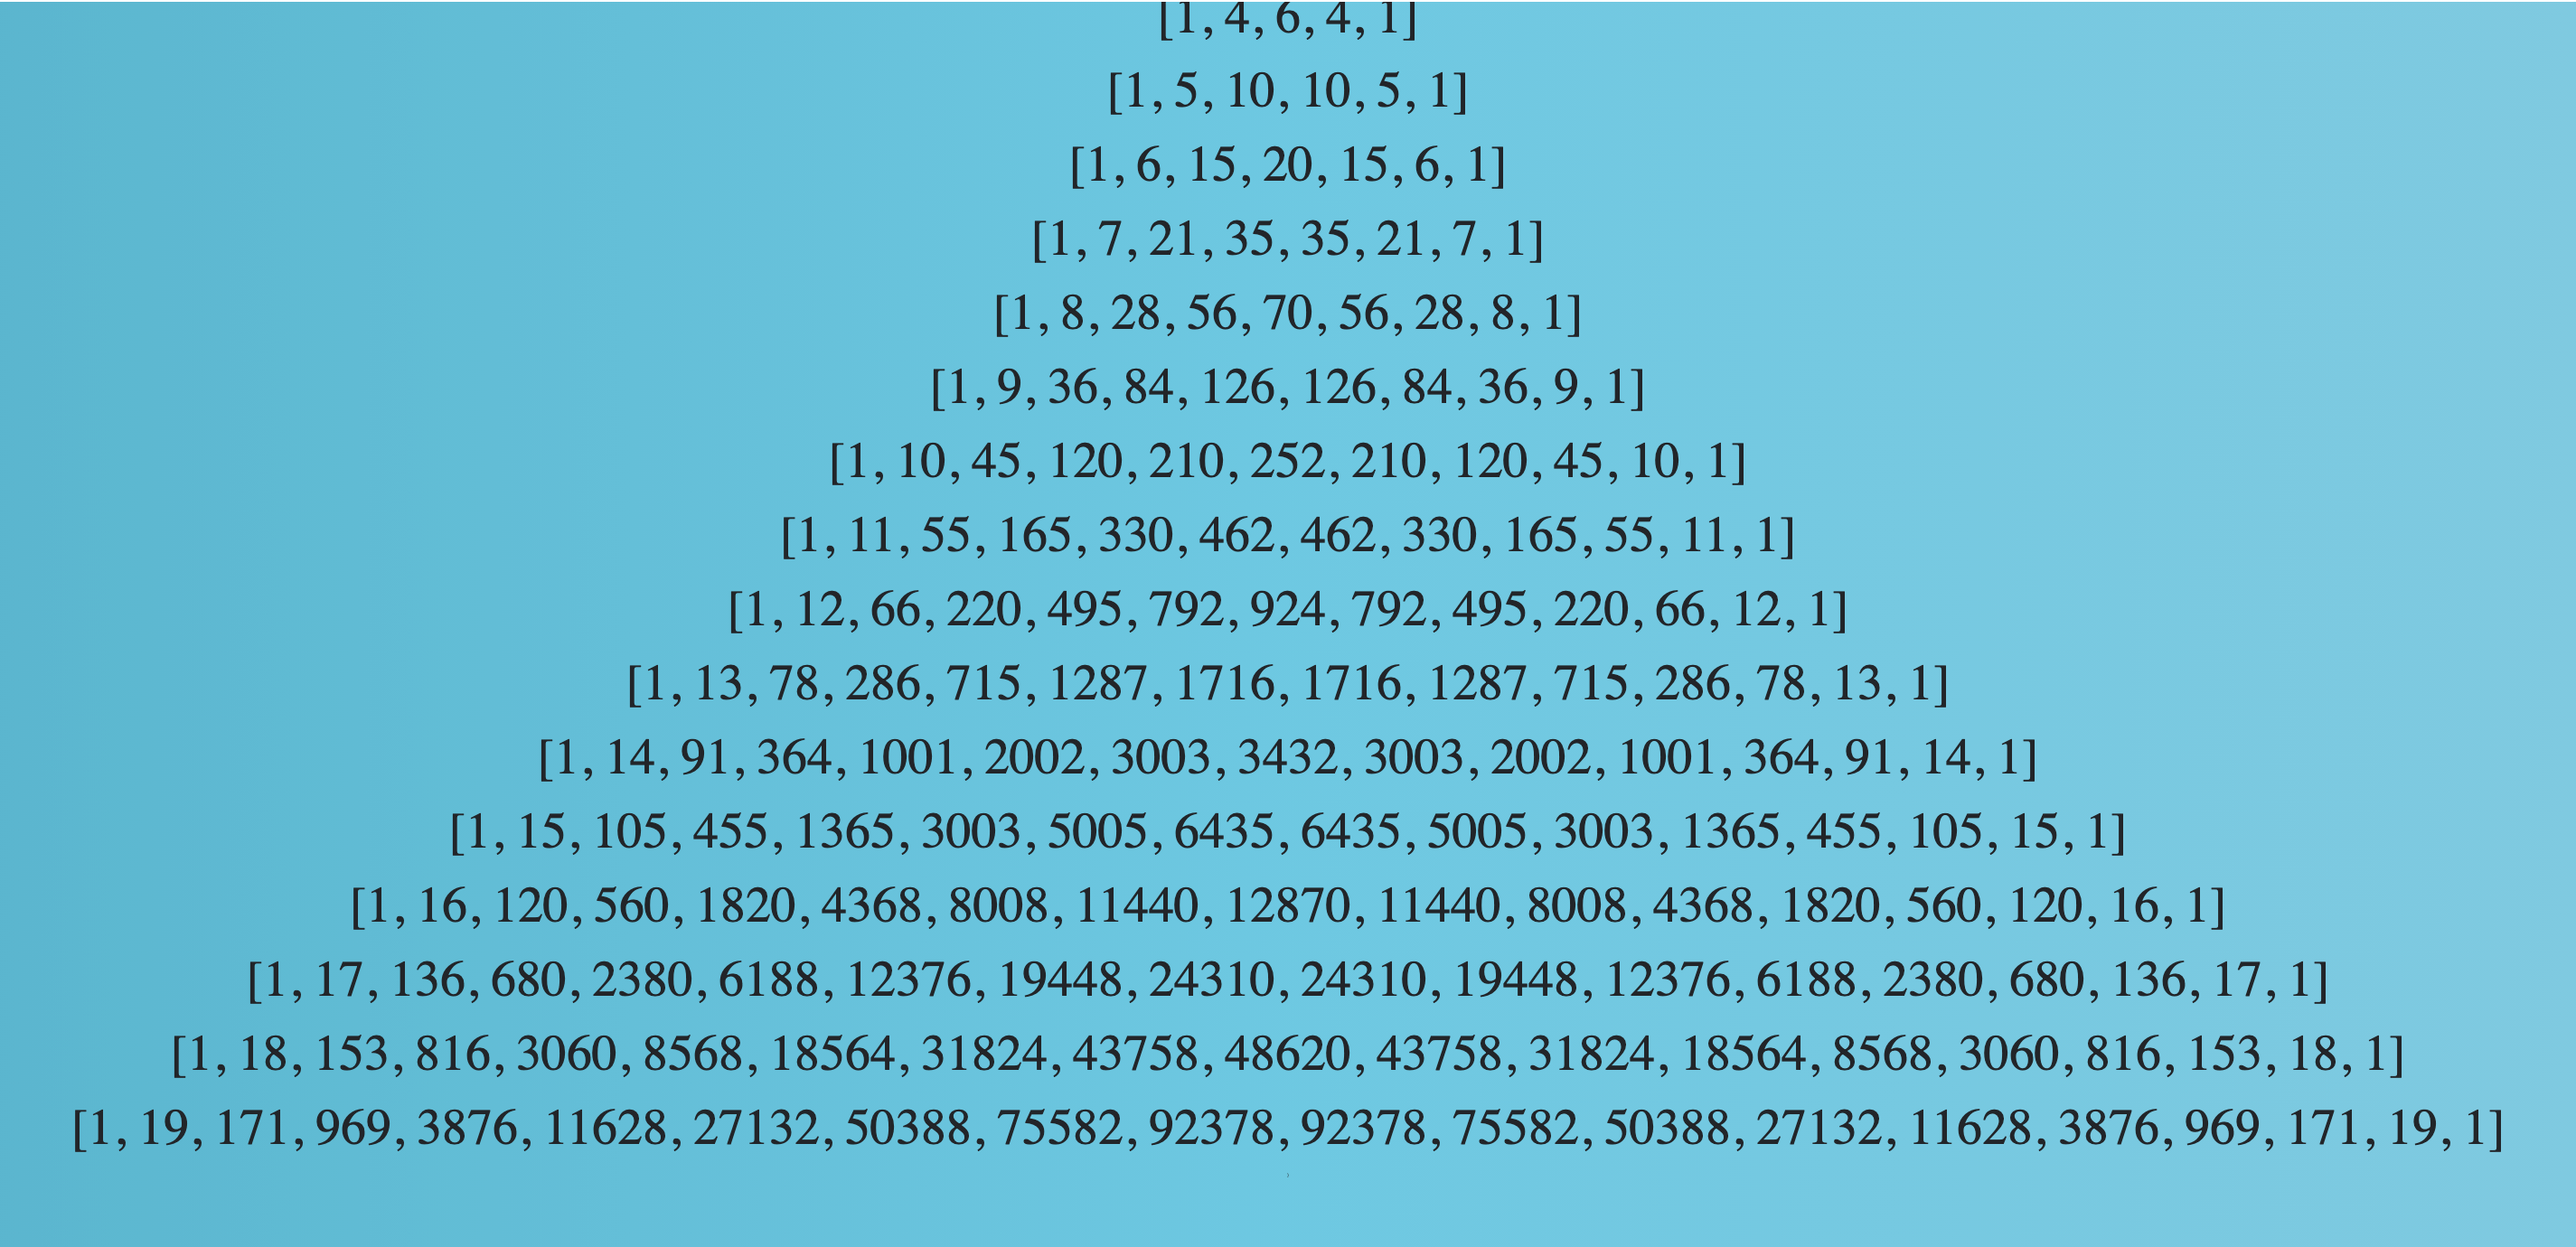 [1, 4, 6, 4, 1]
[1, 5, 10, 10, 5, 1]
[1, 6, 15, 20, 15, 6, 1]
[1, 7, 21, 35, 35, 21, 7, 1]
[1, 8, 28, 56, 70, 56, 28, 8, 1]
[1, 9, 36, 84, 126, 126, 84, 36, 9, 1]
[1, 10, 45, 120, 210, 252, 210, 120, 45, 10, 1]
[1, 11, 55, 165, 330, 462, 462, 330, 165, 55, 11, 1]
[1, 12, 66, 220, 495, 792, 924, 792, 495, 220, 66, 12, 1]
[1, 13, 78, 286, 715, 1287, 1716, 1716, 1287, 715, 286, 78, 13, 1]
[1, 14, 91, 364, 1001, 2002, 3003, 3432, 3003, 2002, 1001, 364, 91, 14, 1]
[1, 15, 105, 455, 1365, 3003, 5005, 6435, 6435, 5005, 3003, 1365, 455, 105, 15, 1]
[1, 16, 120, 560, 1820, 4368, 8008, 11440, 12870, 11440, 8008, 4368, 1820, 560, 120, 16, 1]
[1, 17, 136, 680, 2380, 6188, 12376, 19448, 24310, 24310, 19448, 12376, 6188, 2380, 680, 136, 17, 1]
[1, 18, 153, 816, 3060, 8568, 18564, 31824, 43758, 48620, 43758, 31824, 18564, 8568, 3060, 816, 153, 18, 1]
[1, 19, 171, 969, 3876, 11628, 27132, 50388, 75582, 92378, 92378, 75582, 50388, 27132, 11628, 3876, 969, 171, 19, 1]
,